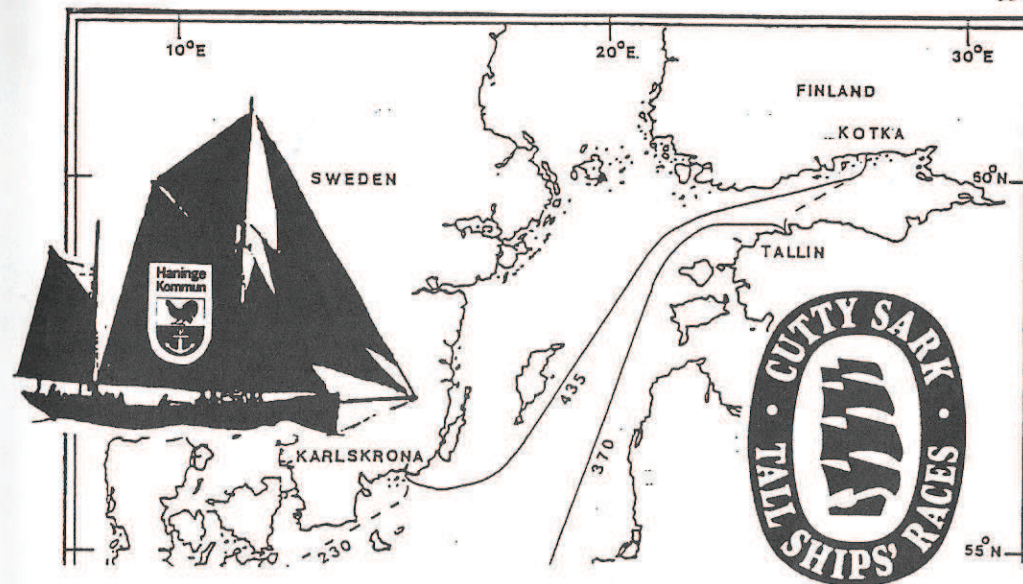 10°E
20°E.
30°E
FINLAND
KOTKA
SWEDEN
60°N
TALLIN
Haninge
Kommun
CUTTY SARK
TALL SHIPS' RACES
435
370
KARLSKRONA
230
55°N